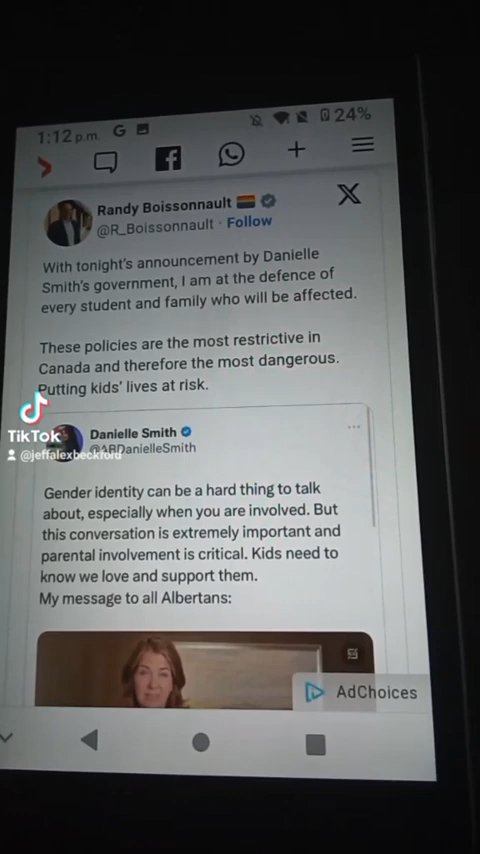 1:12 p.m. G
24%
Randy Boissonnault
@R_Boissonnault · Follow
With tonight's announcement by Danielle
Smith's government, I am at the defence of
every student and family who will be affected.
These policies are the most restrictive in
Canada and therefore the most dangerous.
Putting kids' lives at risk.
TikTok
@jeffalexbeckford
Danielle Smith
@ABDanielleSmith
Gender identity can be a hard thing to talk
about, especially when you are involved. But
this conversation is extremely important and
parental involvement is critical. Kids need to
know we love and support them.
My message to all Albertans:
AdChoices